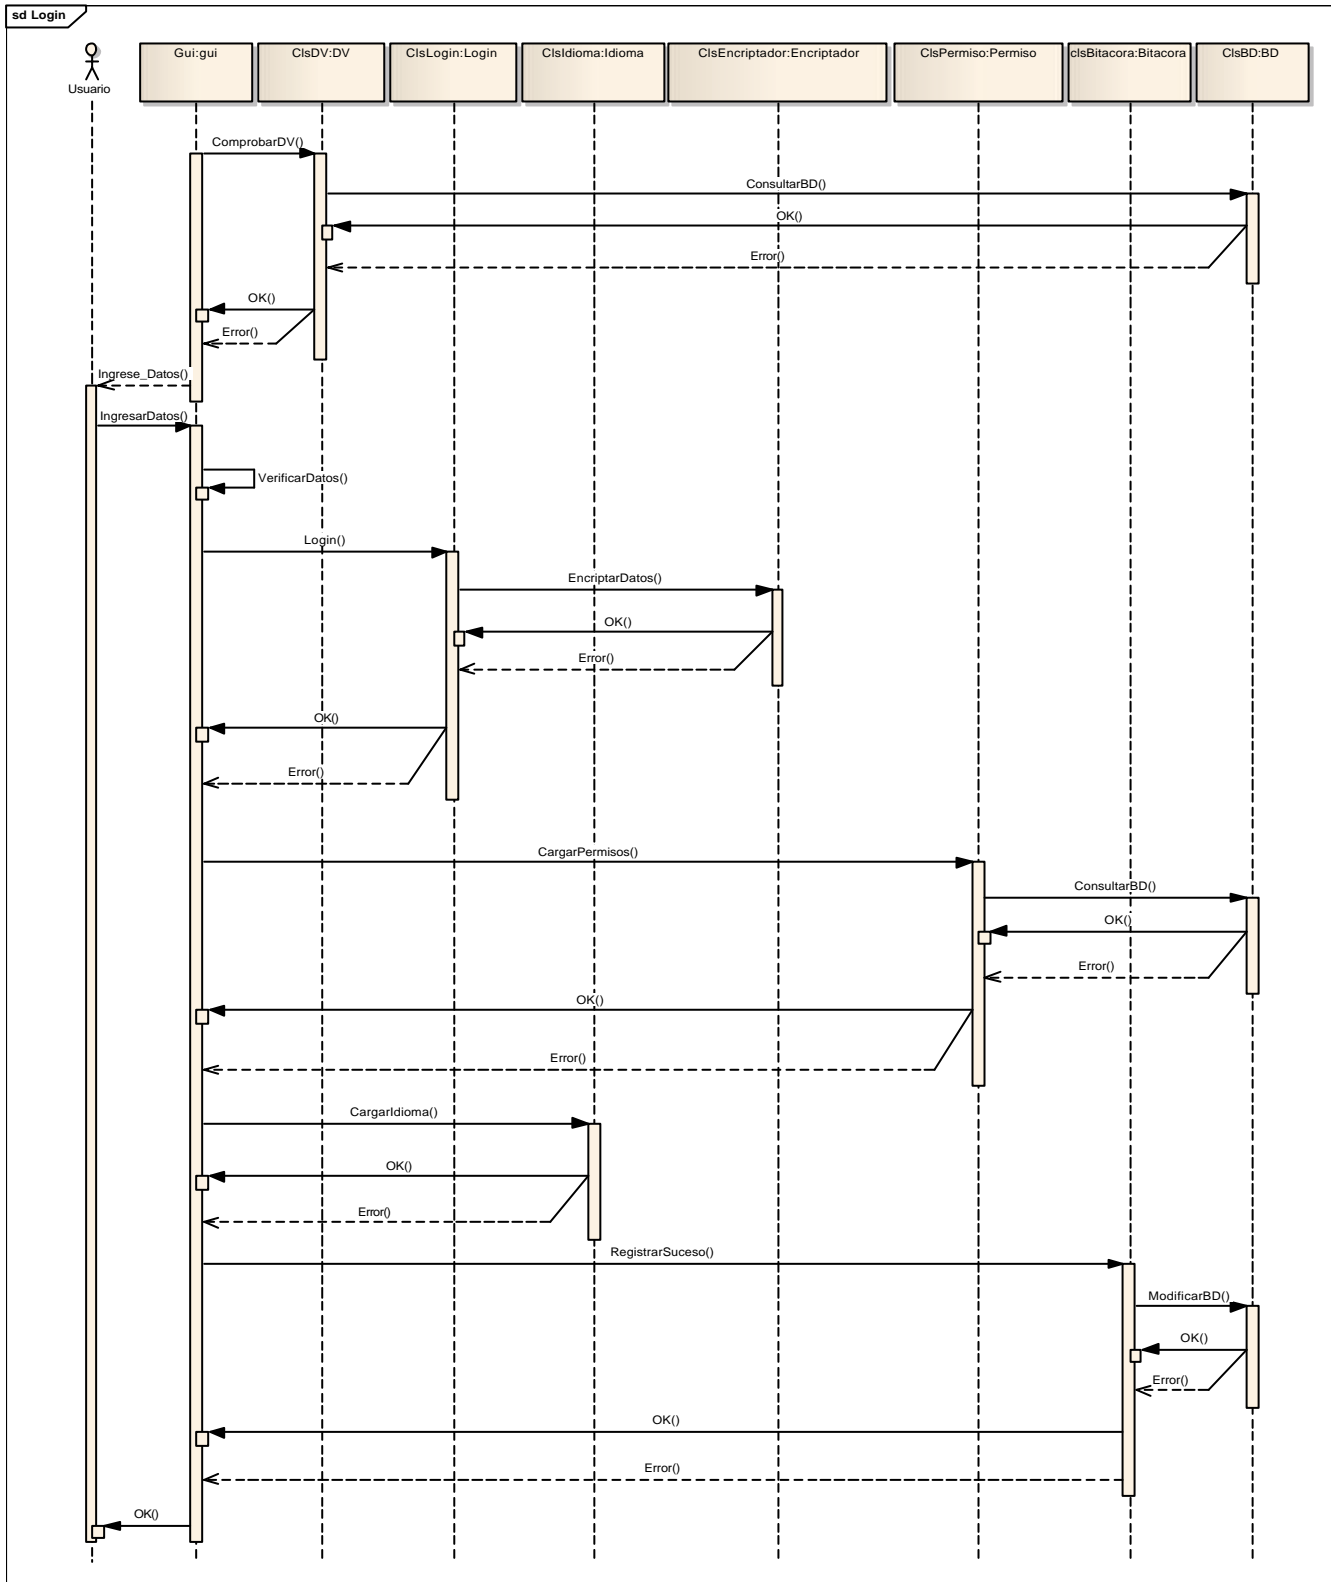 sd Login
Usuario
Gui:gui
ClsDV:DV
ClsLogin:Login
ClsIdioma:Idioma
ClsEncriptador:Encriptador
ClsPermiso:Permiso
clsBitacora:Bitacora
ClsBD:BD
ComprobarDV()
ConsultarBD()
OK()
Error()
OK()
Error()
Ingrese_Datos()
IngresarDatos()
VerificarDatos()
Login()
EncriptarDatos()
OK()
Error()
OK()
Error()
CargarPermisos()
ConsultarBD()
OK()
Error()
OK()
Error()
CargarIdioma()
OK()
Error()
RegistrarSuceso()
ModificarBD()
OK()
Error()
OK()
Error()
OK()